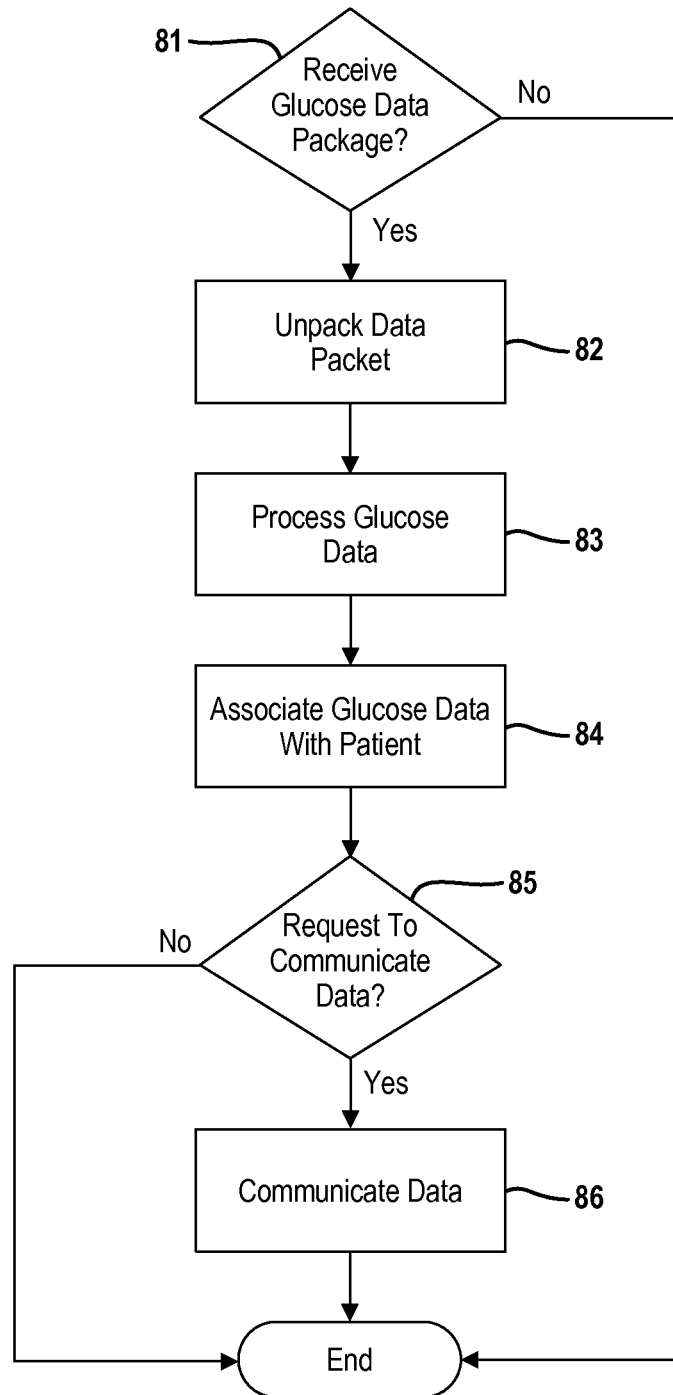 81
Receive
Glucose Data
Package?
No
Yes
Unpack Data
Packet
82
Process Glucose
Data
83
Associate Glucose Data
With Patient
84
85
Request To
Communicate
Data?
No
Yes
Communicate Data
86
End